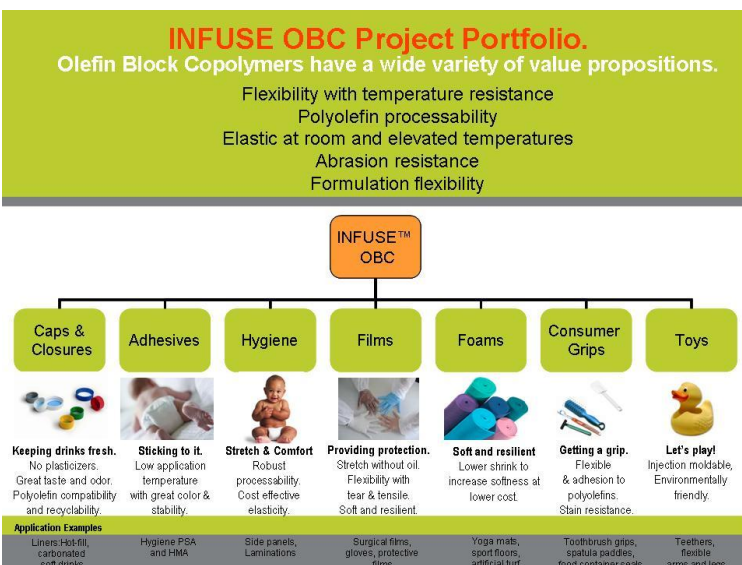 INFUSE OBC Project Portfolio.
Olefin Block Copolymers have a wide variety of value propositions.
Flexibility with temperature resistance
Polyolefin processability
Elastic at room and elevated temperatures
Abrasion resistance
Formulation flexibility
INFUSE™
OBC
Caps &
Closures
Adhesives
Hygiene
Films
Foams
Consumer
Grips
Toys
Keeping drinks fresh.
No plasticizers.
Great taste and odor.
Polyolefin compatibility
and recyclability.
Sticking to it.
Low application
temperature
with great color &
stability.
Stretch & Comfort
Robust
processability.
Cost effective
elasticity.
Providing protection.
Stretch without oil.
Flexibility with
tear & tensile.
Soft and resilient.
Soft and resilient
Lower shrink to
increase softness at
lower cost.
Getting a grip.
Flexible
& adhesion to
polyolefins.
Stain resistance.
Let's play!
Injection moldable,
Environmentally
friendly.
Application Examples
Liners:Hot-fill,
carbonated
soft drinks
Hygiene PSA
and HMA
Side panels,
Laminations
Surgical films,
gloves, protective
films
Yoga mats,
sport floors,
artificial turf
Toothbrush grips,
spatula paddles,
food container seals
Teethers,
flexible
arms and legs